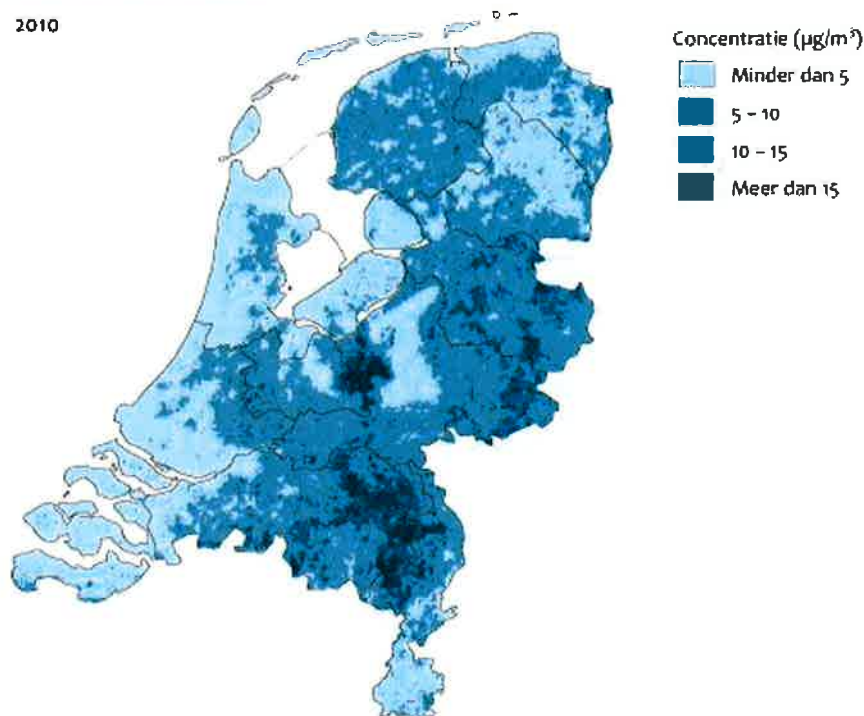 2010
Concentratie (µg/m³)
Minder dan 5
5 – 10
10 – 15
Meer dan 15